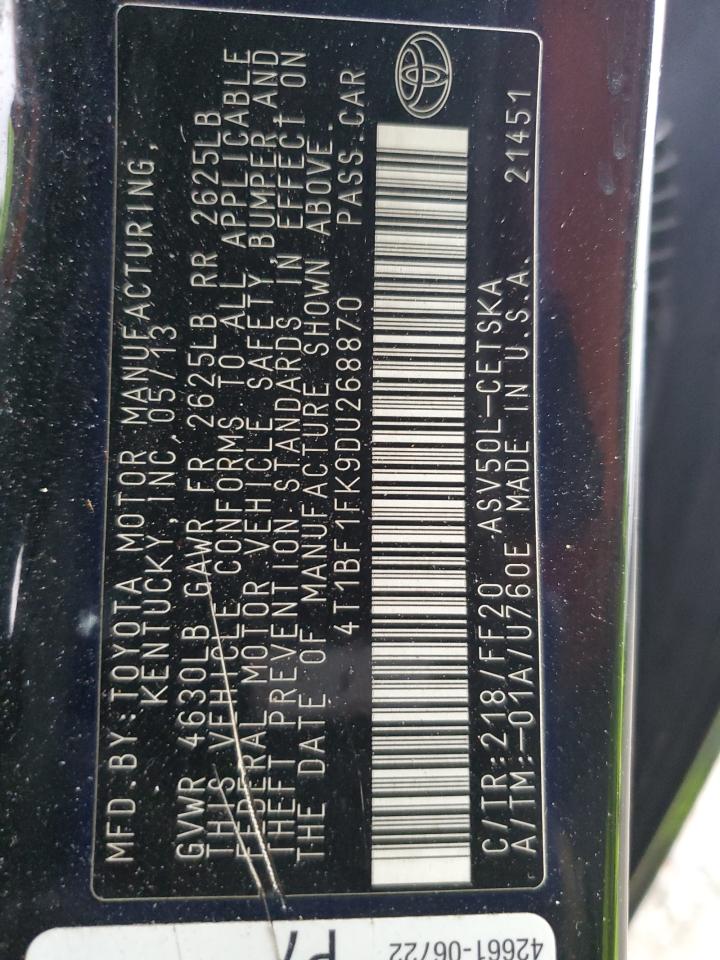 MFD.BY:TOYOTA MOTOR MANUFACTURING,
KENTUCKY,INC. 05/13
GVWR 4630LB GAWR FR 2625LB RR 2625LB
THIS VEHICLE CONFORMS TO ALL APPLICABLE
FEDERAL MOTOR VEHICLE SAFETY,BUMPER AND
THEFT PREVENTION STANDARDS IN EFFECT ON
THE DATE OF MANUFACTURE SHOWN ABOVE.
4T1BF1FK9DU268870 PASS.CAR
C/TR:218/FF20 ASV50L-CETSKA 21451
A/TM:-01A/U760E MADE IN U.S.A.
42661-06722